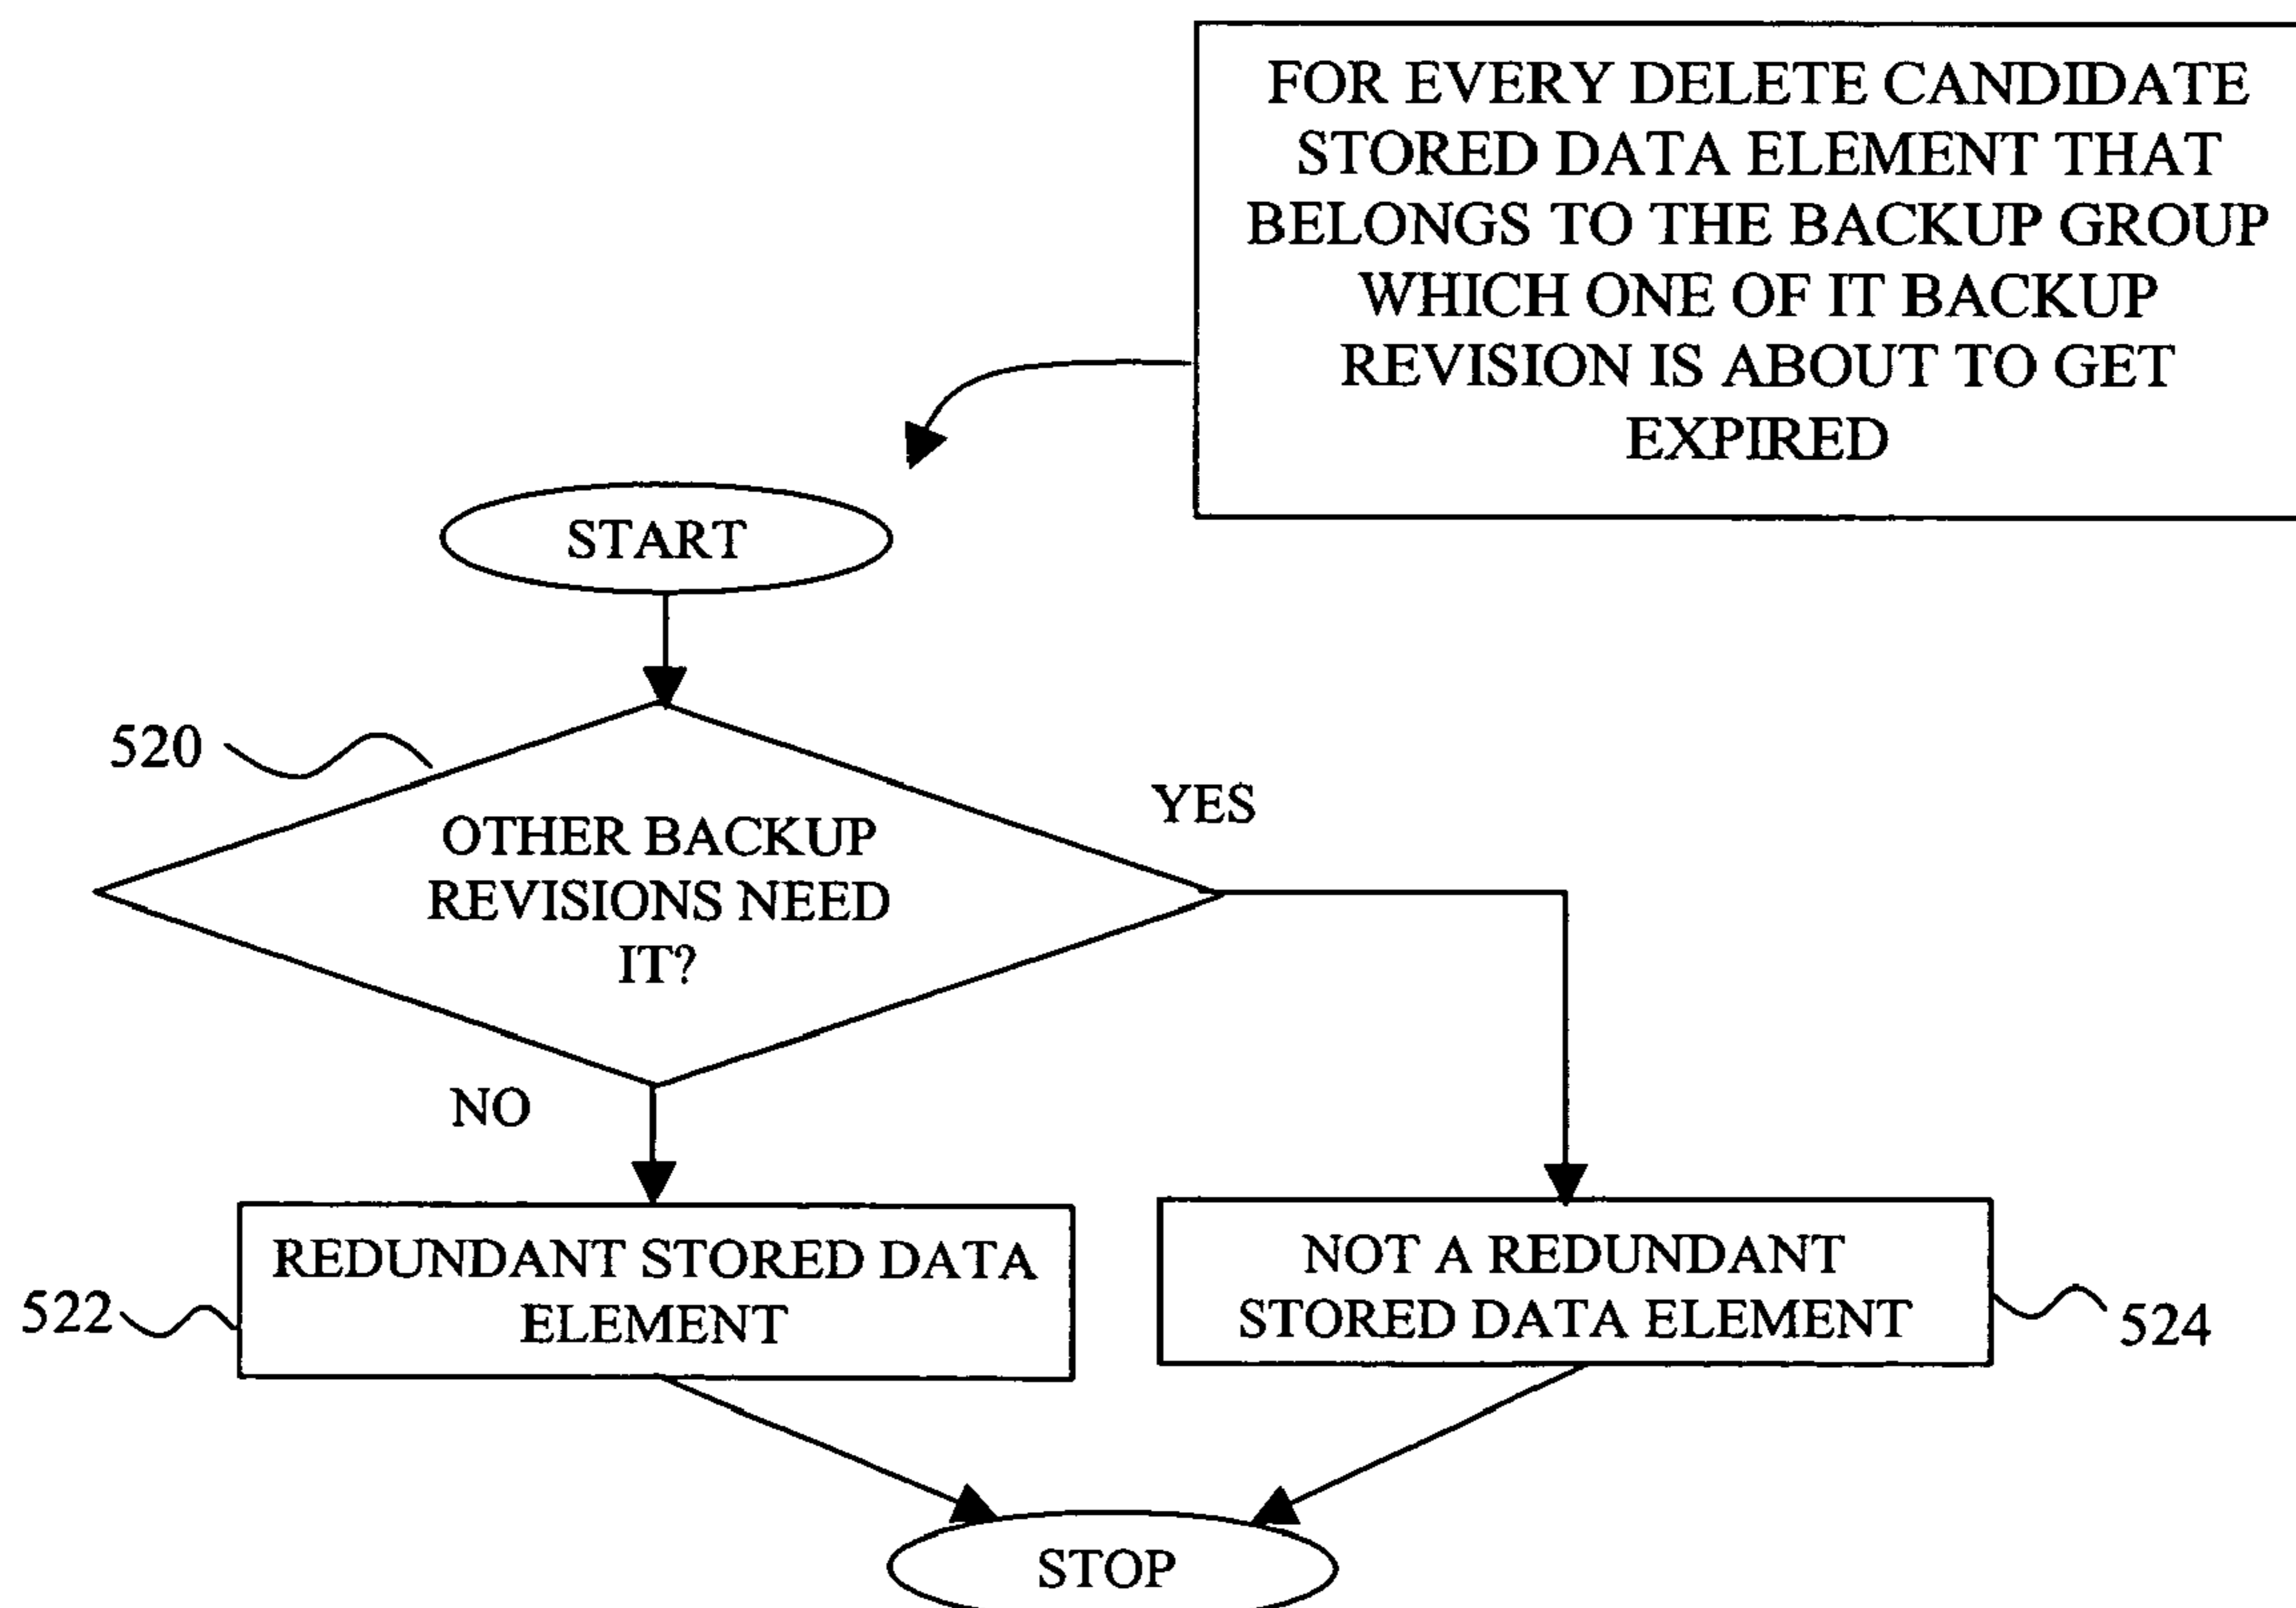 FOR EVERY DELETE CANDIDATE
STORED DATA ELEMENT THAT
BELONGS TO THE BACKUP GROUP
WHICH ONE OF IT BACKUP
REVISION IS ABOUT TO GET
EXPIRED
START
520
YES
OTHER BACKUP
REVISIONS NEED
IT?
NO
REDUNDANT STORED DATA
ELEMENT
NOT A REDUNDANT
STORED DATA ELEMENT
522
524
STOP